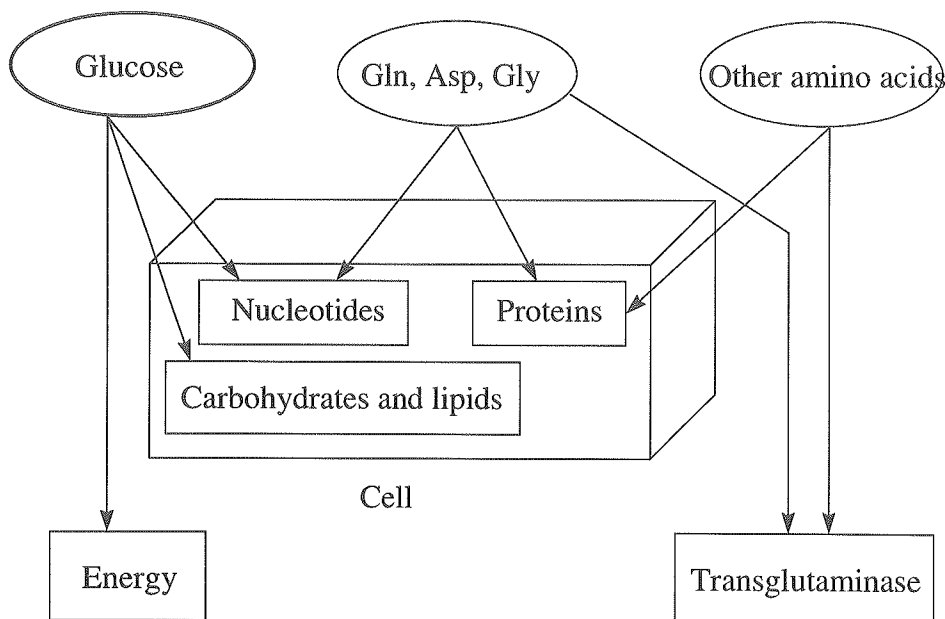 Glucose
Gln, Asp, Gly
Other amino acids
Nucleotides
Proteins
Carbohydrates and lipids
Cell
Energy
Transglutaminase